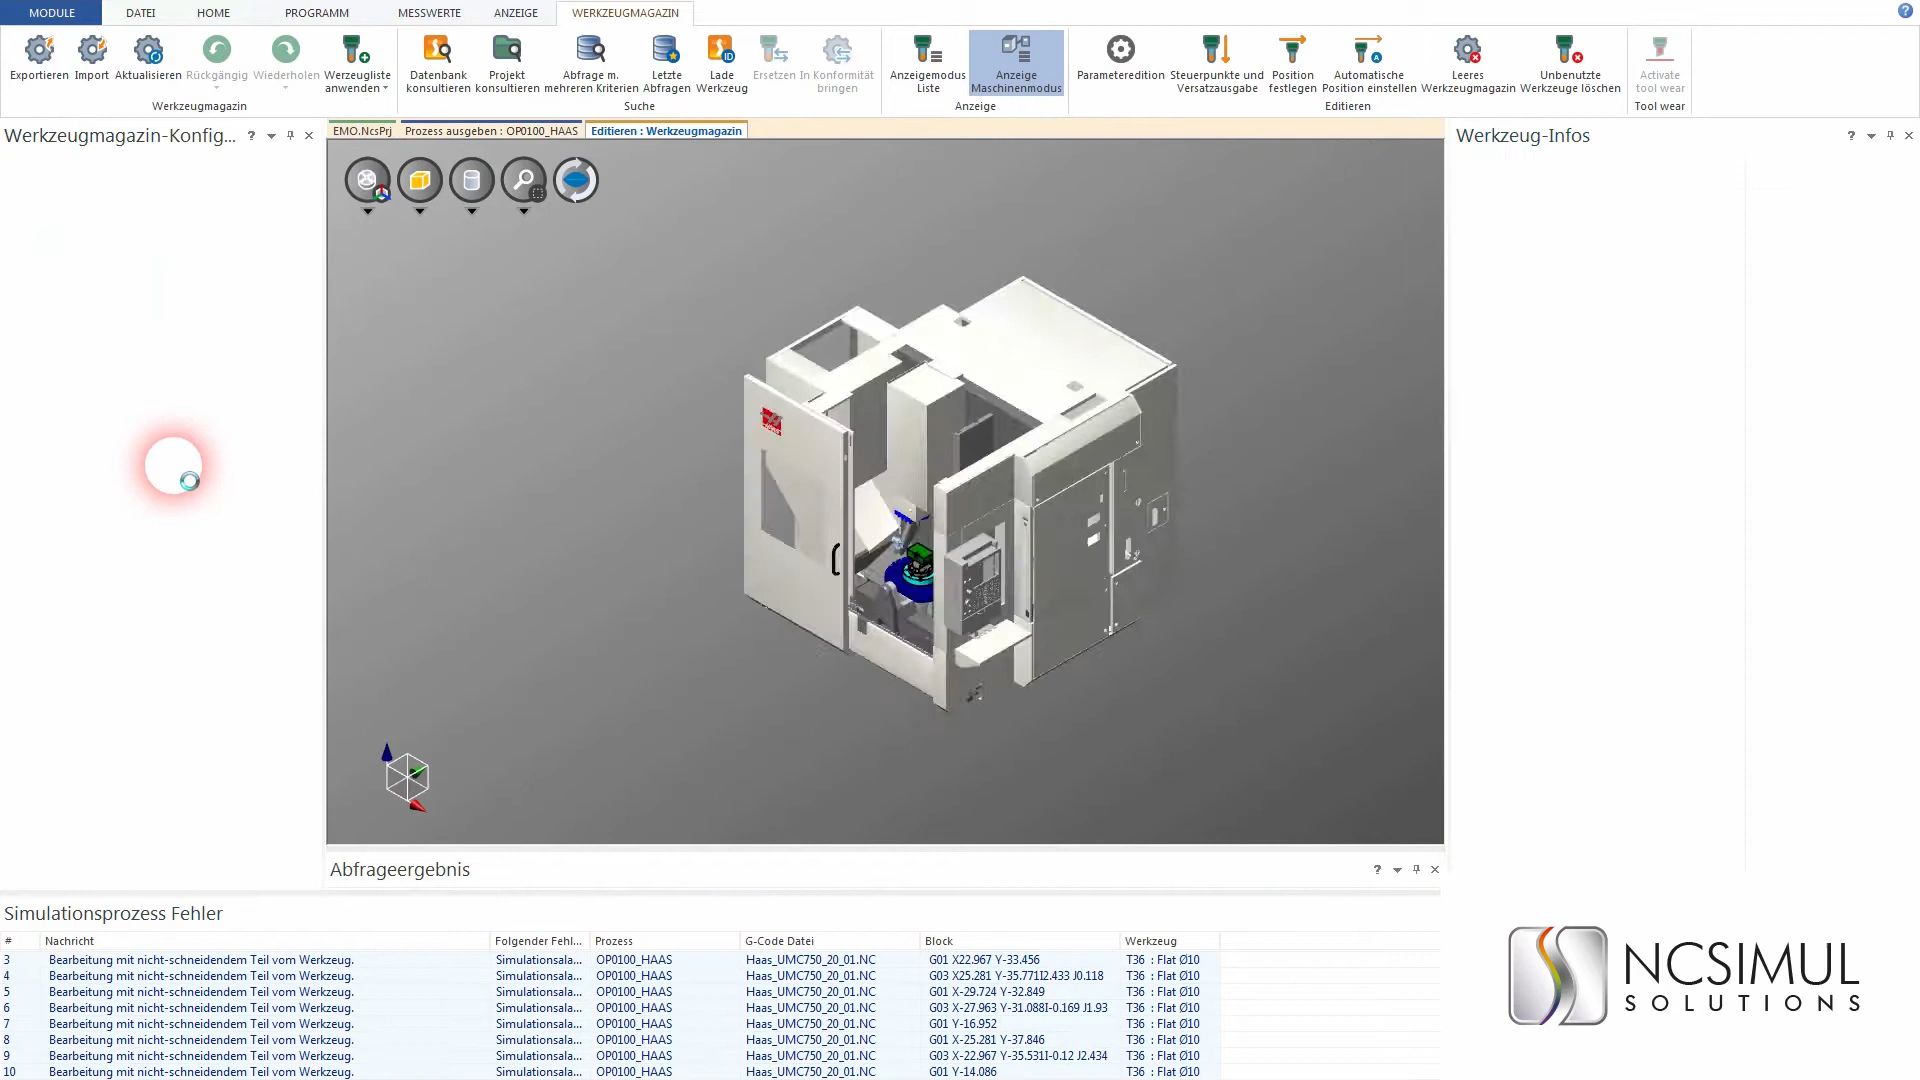 MODULE DATEI HOME PROGRAMM MESSWERTE ANZEIGE WERKZEUGMAGAZIN
Exportieren Import Aktualisieren Rückgängig Wiederholen Werzeugliste anwenden
Werkzeugmagazin
Datenbank konsultieren Projekt konsultieren Abfrage m. mehreren Kriterien Letzte Abfragen Lade Werkzeug Ersetzen In Konformität bringen
Suche
Anzeigemodus Liste Anzeige Maschinenmodus
Anzeige
Parameteredition Steuerpunkte und Versatzausgabe Position festlegen Automatische Position einstellen Leeres Werkzeugmagazin Unbenutzte Werkzeuge löschen
Editieren
Activate tool wear
Tool wear
Werkzeugmagazin-Konfig... ?
EMO.NcsPrj Prozess ausgeben : OP0100_HAAS Editieren : Werkzeugmagazin
Werkzeug-Infos ?
Abfrageergebnis ?
Simulationsprozess Fehler
# Nachricht Folgender Fehl... Prozess G-Code Datei Block Werkzeug
3 Bearbeitung mit nicht-schneidendem Teil vom Werkzeug. Simulationsala... OP0100_HAAS Haas_UMC750_20_01.NC G01 X22.967 Y-33.456 T36 : Flat Ø10
4 Bearbeitung mit nicht-schneidendem Teil vom Werkzeug. Simulationsala... OP0100_HAAS Haas_UMC750_20_01.NC G03 X25.281 Y-35.771I2.433 J0.118 T36 : Flat Ø10
5 Bearbeitung mit nicht-schneidendem Teil vom Werkzeug. Simulationsala... OP0100_HAAS Haas_UMC750_20_01.NC G01 X-29.724 Y-32.849 T36 : Flat Ø10
6 Bearbeitung mit nicht-schneidendem Teil vom Werkzeug. Simulationsala... OP0100_HAAS Haas_UMC750_20_01.NC G03 X-27.963 Y-31.088I-0.169 J1.93 T36 : Flat Ø10
7 Bearbeitung mit nicht-schneidendem Teil vom Werkzeug. Simulationsala... OP0100_HAAS Haas_UMC750_20_01.NC G01 Y-16.952 T36 : Flat Ø10
8 Bearbeitung mit nicht-schneidendem Teil vom Werkzeug. Simulationsala... OP0100_HAAS Haas_UMC750_20_01.NC G01 X-25.281 Y-37.846 T36 : Flat Ø10
9 Bearbeitung mit nicht-schneidendem Teil vom Werkzeug. Simulationsala... OP0100_HAAS Haas_UMC750_20_01.NC G03 X-22.967 Y-35.531I-0.12 J2.434 T36 : Flat Ø10
10 Bearbeitung mit nicht-schneidendem Teil vom Werkzeug. Simulationsala... OP0100_HAAS Haas_UMC750_20_01.NC G01 Y-14.086 T36 : Flat Ø10
NCSIMUL
SOLUTIONS